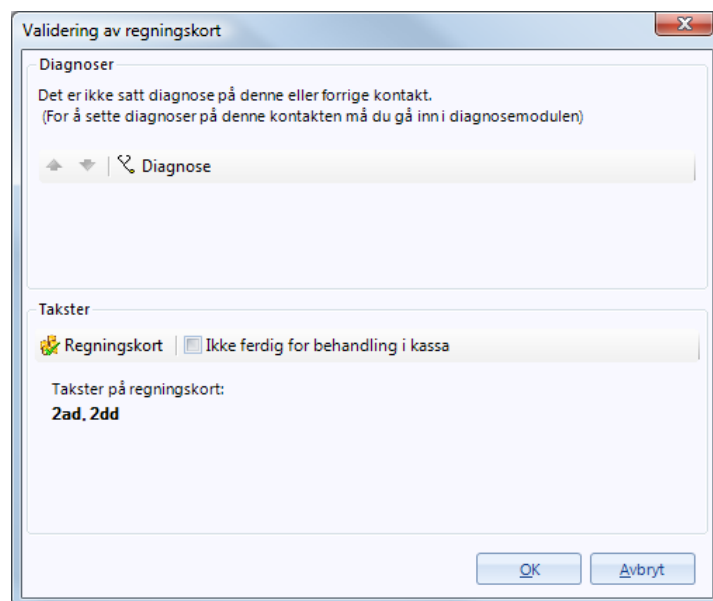 Validering av regningskort
Diagnoser
Det er ikke satt diagnose på denne eller forrige kontakt.
(For å sette diagnoser på denne kontakten må du gå inn i diagnosemodulen)
Diagnose
Takster
Regningskort Ikke ferdig for behandling i kassa
Takster på regningskort:
2ad, 2dd
OK Avbryt